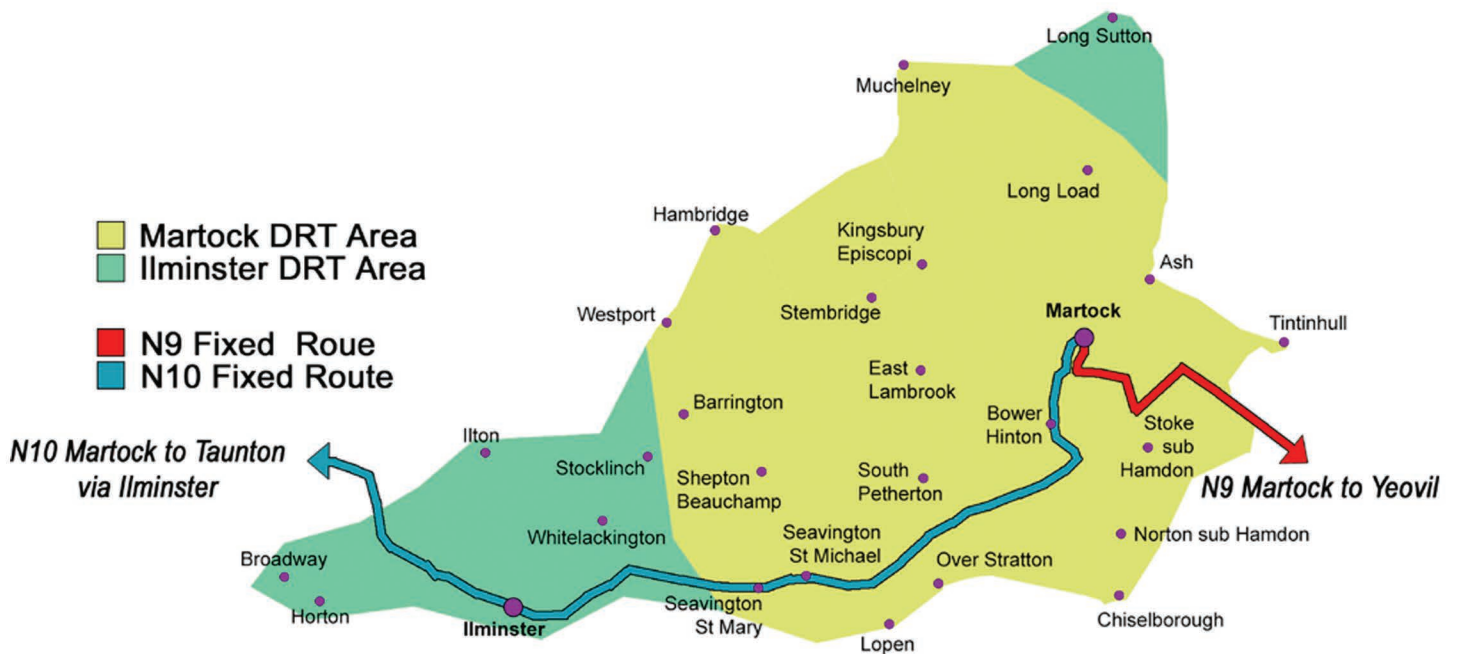 Long Sutton
Muchelney
Long Load
Hambridge
Kingsbury
Episcopi
Martock DRT Area
Ilminster DRT Area
Ash
Stembridge
Martock
Westport
Tintinhull
N9 Fixed Roue
N10 Fixed Route
East
Lambrook
Barrington
Bower
Hinton
Stoke
sub
Hamdon
Ilton
N10 Martock to Taunton
via Ilminster
Stocklinch
Shepton
Beauchamp
South
Petherton
N9 Martock to Yeovil
Whitelackington
Seavington
St Michael
Norton sub Hamdon
Broadway
Over Stratton
Horton
Ilminster
Seavington
St Mary
Lopen
Chiselborough